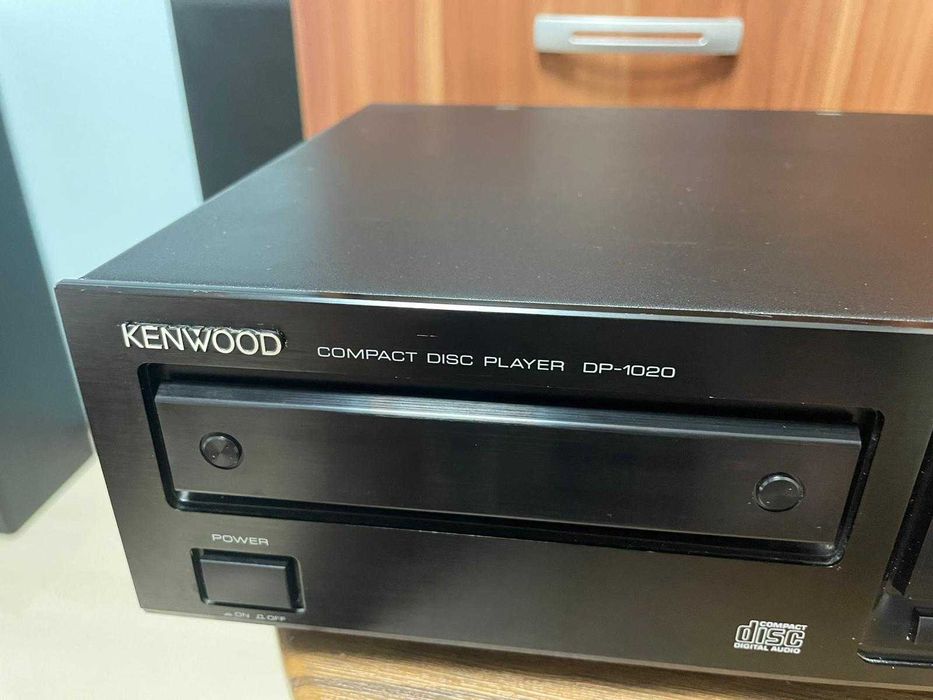 KENWOOD COMPACT DISC PLAYER DP-1020
POWER
ON OFF
COMPACT
disc
DIGITAL AUDIO